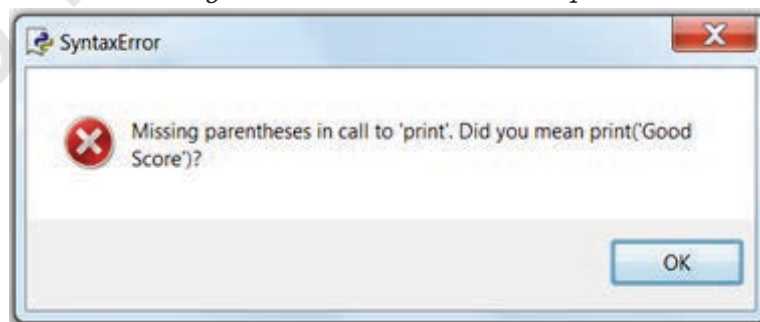 SyntaxError
Missing parentheses in call to 'print'. Did you mean print('Good
Score')?
OK